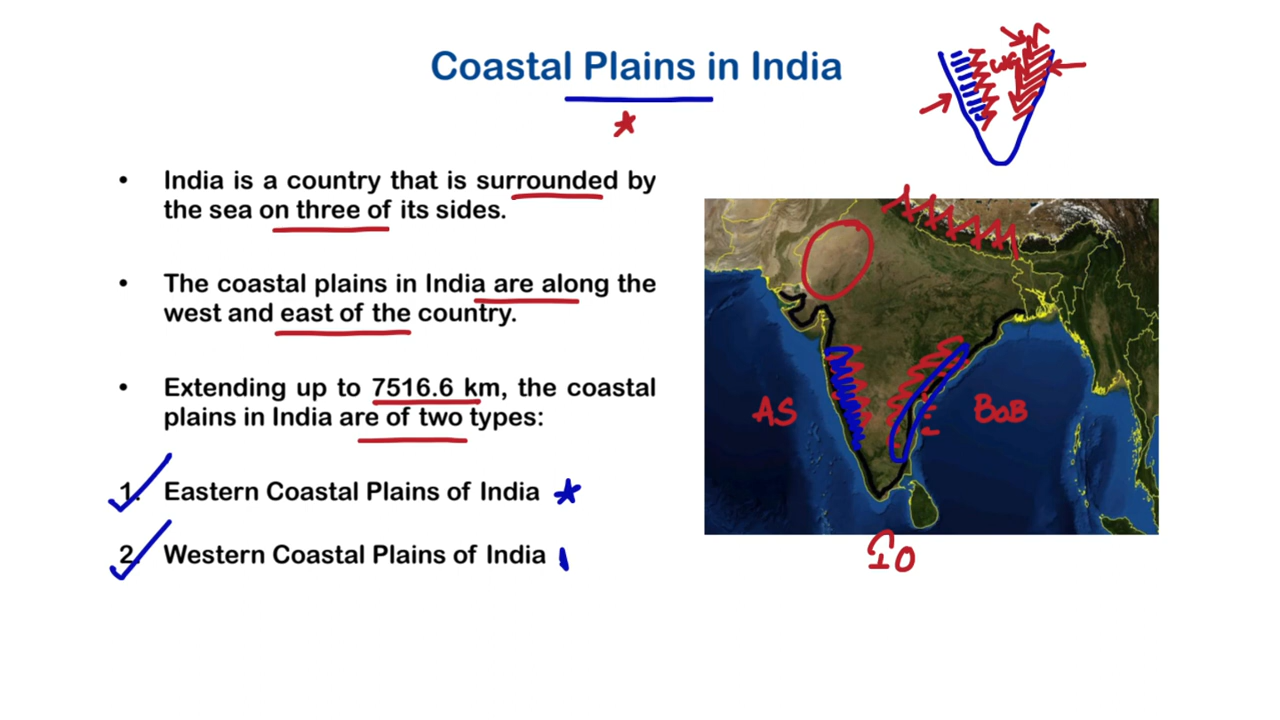 Coastal Plains in India
• India is a country that is surrounded by
the sea on three of its sides.
• The coastal plains in India are along the
west and east of the country.
• Extending up to 7516.6 km, the coastal
plains in India are of two types:
1. Eastern Coastal Plains of India
2. Western Coastal Plains of India
AS
BoB
IO